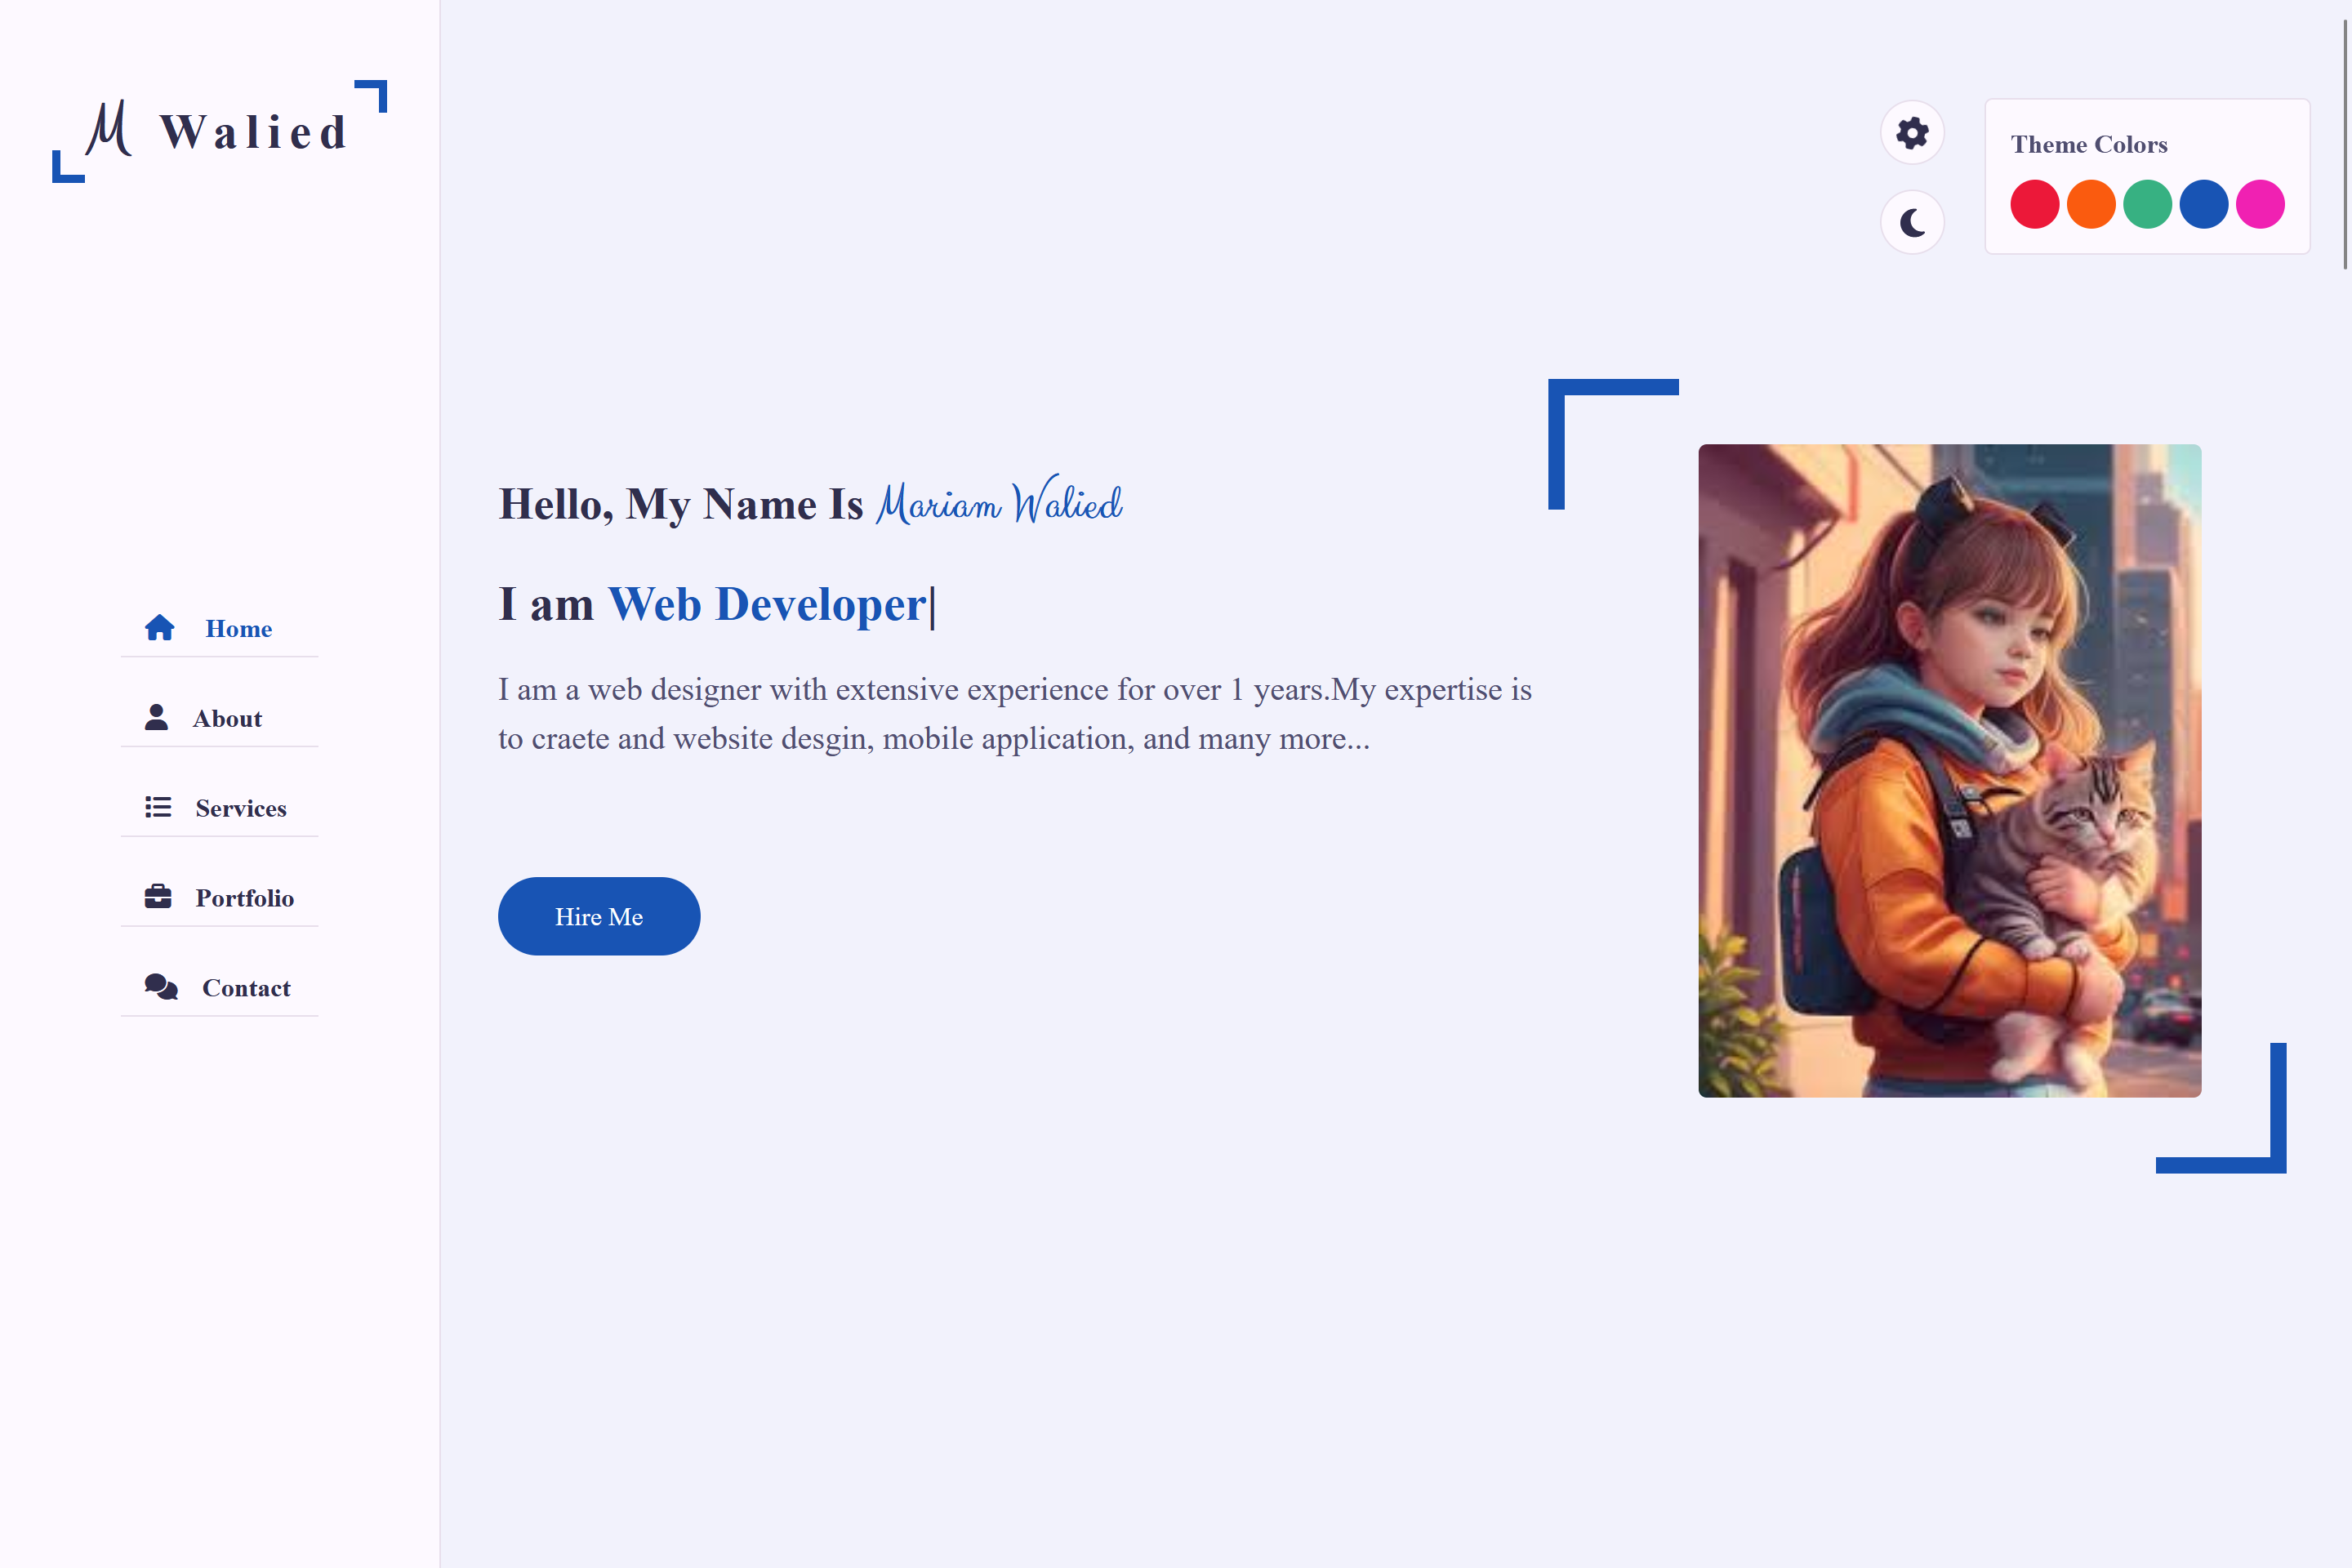 M Walied
Home
About
Services
Portfolio
Contact
Theme Colors
Hello, My Name Is Mariam Walied
I am Web Developer|
I am a web designer with extensive experience for over 1 years.My expertise is
to craete and website desgin, mobile application, and many more...
Hire Me